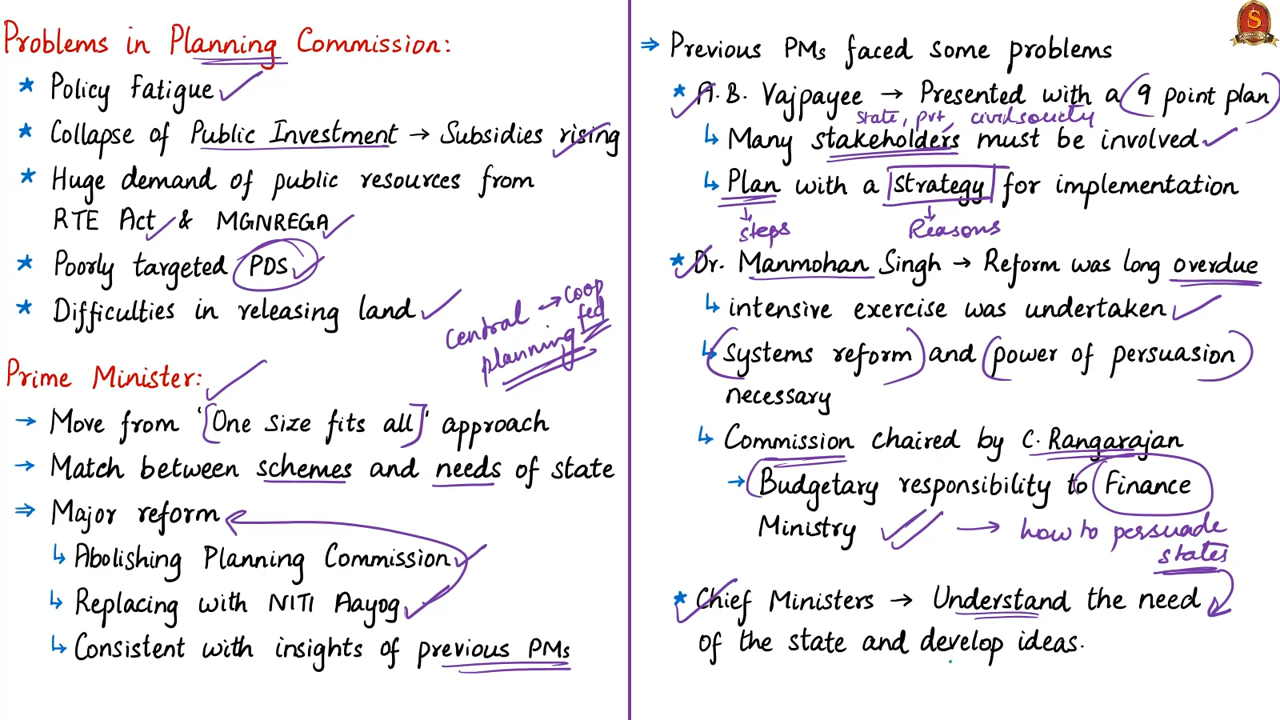 Problems in Planning Commission:
* Policy Fatigue
* Collapse of Public Investment → Subsidies rising
* Huge demand of public resources from
RTE Act & MGNREGA
* Poorly targeted PDS
* Difficulties in releasing land
central → coop
fed
planning
Prime Minister:
→ Move from 'One size fits all' approach
→ Match between schemes and needs of state
⇒ Major reform
↳ Abolishing Planning Commission
↳ Replacing with NITI Aayog
↳ Consistent with insights of previous PMs
S
⇒ Previous PMs faced some problems
* A. B. Vajpayee → Presented with a 9 point plan
state, pvt, civil society
↳ Many stakeholders must be involved
↳ Plan with a strategy for implementation
↓ steps ↓ Reasons
* Dr. Manmohan Singh → Reform was long overdue
↳ intensive exercise was undertaken
↳ systems reform and power of persuasion
necessary
↳ Commission chaired by C. Rangarajan
→ Budgetary responsibility to Finance
Ministry → how to persuade
states
* Chief Ministers → Understand the need
of the state and develop ideas.